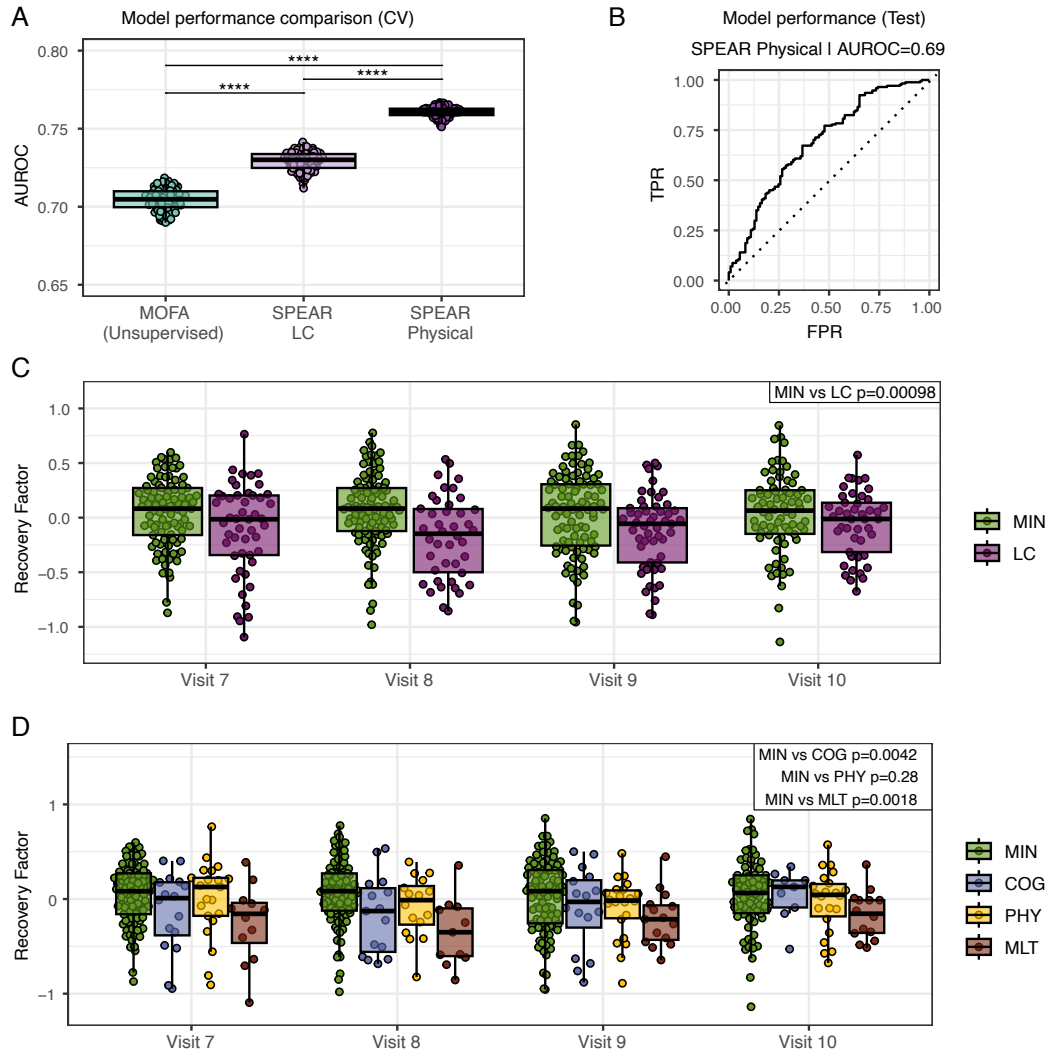 A
Model performance comparison (CV)
0.80
0.75
0.70
0.65
AUROC
****
****
****
MOFA
(Unsupervised)
SPEAR
LC
SPEAR
Physical
B
Model performance (Test)
SPEAR Physical | AUROC=0.69
1.00
0.75
0.50
0.25
0.00
TPR
0.00 0.25 0.50 0.75 1.00
FPR
C
MIN vs LC p=0.00098
1.0
0.5
0.0
−0.5
−1.0
Recovery Factor
Visit 7 Visit 8 Visit 9 Visit 10
MIN
LC
D
MIN vs COG p=0.0042
MIN vs PHY p=0.28
MIN vs MLT p=0.0018
1
0
−1
Recovery Factor
Visit 7 Visit 8 Visit 9 Visit 10
MIN
COG
PHY
MLT